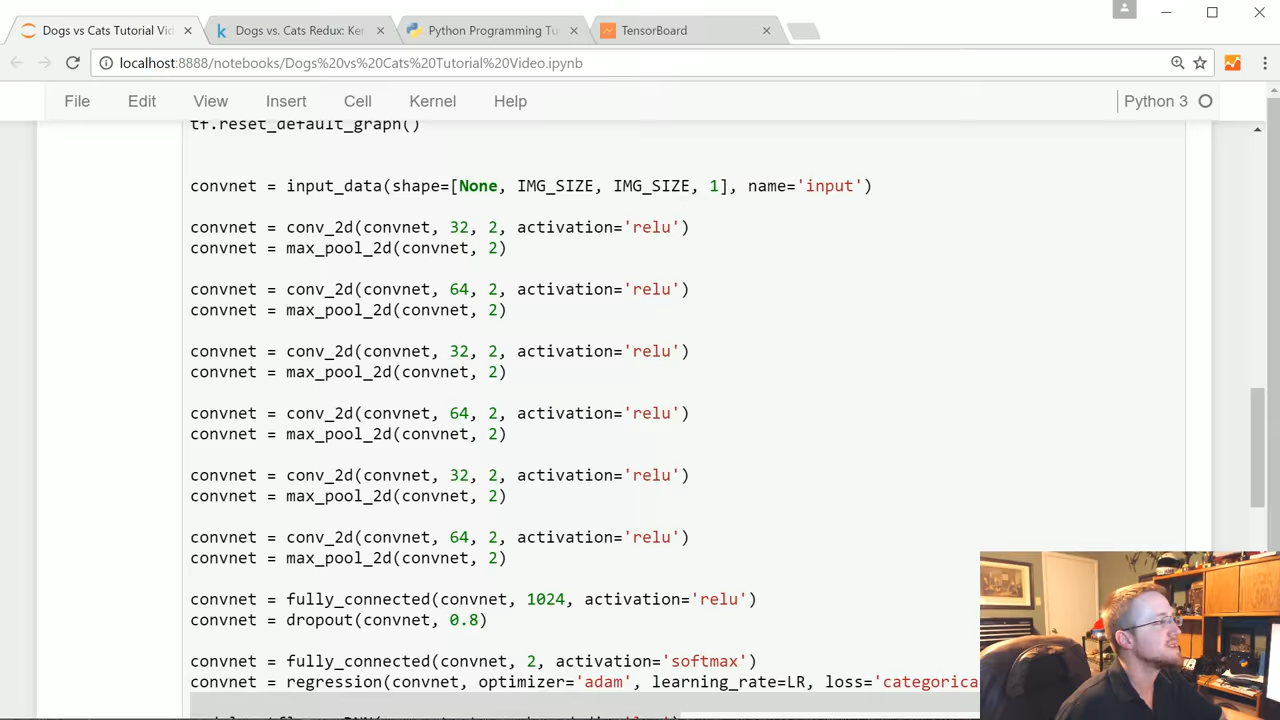 Dogs vs Cats Tutorial Vid
Dogs vs. Cats Redux: Ker
Python Programming Tu
TensorBoard
localhost:8888/notebooks/Dogs%20vs%20Cats%20Tutorial%20Video.ipynb
File Edit View Insert Cell Kernel Help Python 3
tf.reset_default_graph()
convnet = input_data(shape=[None, IMG_SIZE, IMG_SIZE, 1], name='input')
convnet = conv_2d(convnet, 32, 2, activation='relu')
convnet = max_pool_2d(convnet, 2)
convnet = conv_2d(convnet, 64, 2, activation='relu')
convnet = max_pool_2d(convnet, 2)
convnet = conv_2d(convnet, 32, 2, activation='relu')
convnet = max_pool_2d(convnet, 2)
convnet = conv_2d(convnet, 64, 2, activation='relu')
convnet = max_pool_2d(convnet, 2)
convnet = conv_2d(convnet, 32, 2, activation='relu')
convnet = max_pool_2d(convnet, 2)
convnet = conv_2d(convnet, 64, 2, activation='relu')
convnet = max_pool_2d(convnet, 2)
convnet = fully_connected(convnet, 1024, activation='relu')
convnet = dropout(convnet, 0.8)
convnet = fully_connected(convnet, 2, activation='softmax')
convnet = regression(convnet, optimizer='adam', learning_rate=LR, loss='categorica